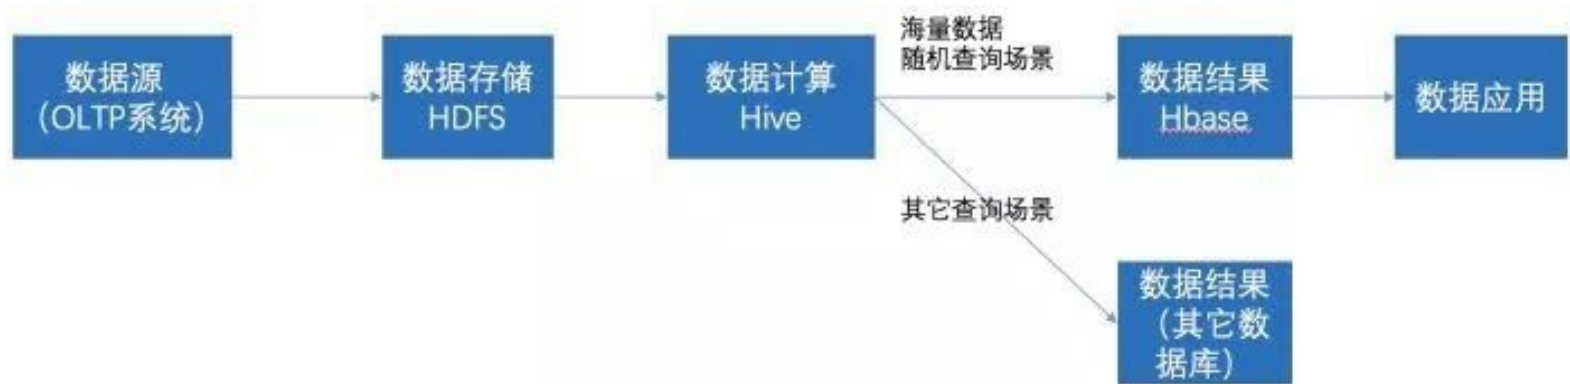 数据源
（OLTP系统）
数据存储
HDFS
数据计算
Hive
海量数据
随机查询场景
数据结果
Hbase
数据应用
其它查询场景
数据结果
（其它数
据库）